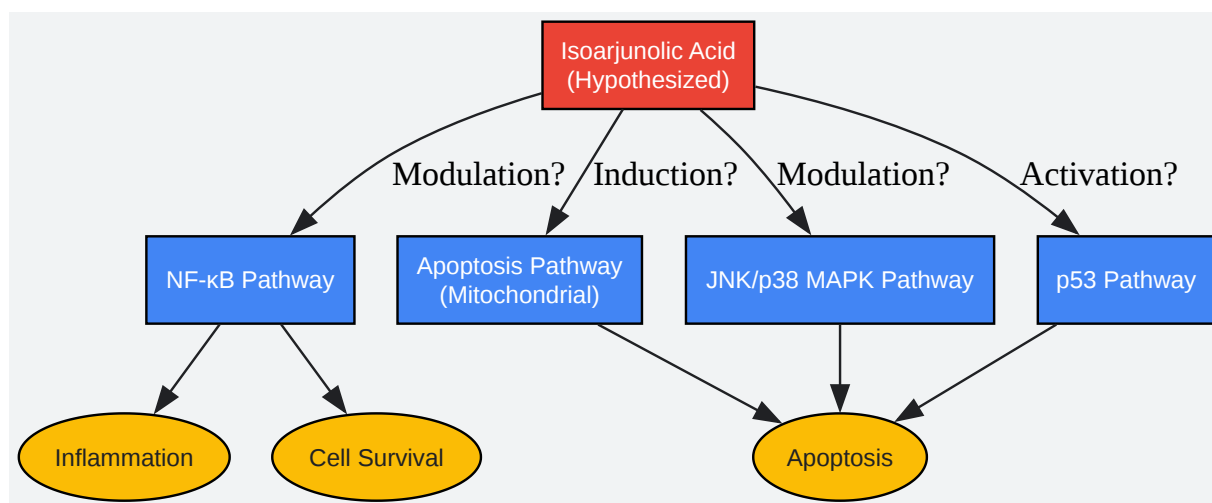 Isoarjunolic Acid
(Hypothesized)
Modulation?
Induction?
Modulation?
Activation?
NF-κB Pathway
Apoptosis Pathway
(Mitochondrial)
JNK/p38 MAPK Pathway
p53 Pathway
Inflammation
Cell Survival
Apoptosis